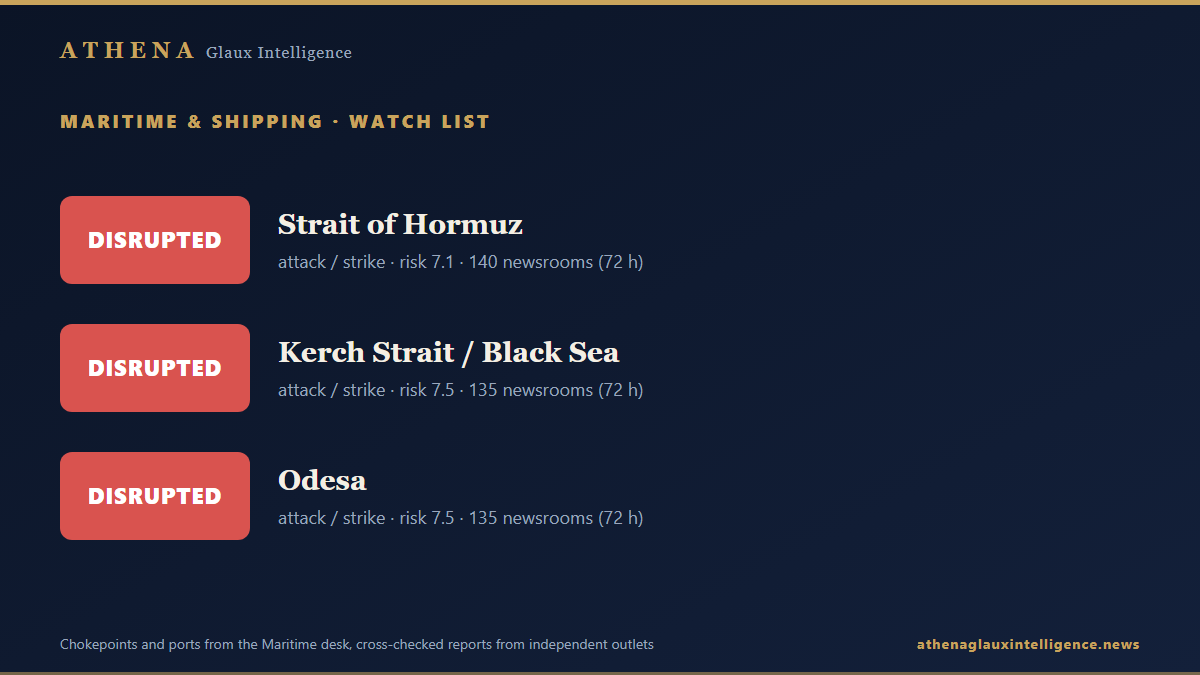 ATHENA Glaux Intelligence
MARITIME & SHIPPING · WATCH LIST
DISRUPTED
Strait of Hormuz
attack / strike · risk 7.1 · 140 newsrooms (72 h)
DISRUPTED
Kerch Strait / Black Sea
attack / strike · risk 7.5 · 135 newsrooms (72 h)
DISRUPTED
Odesa
attack / strike · risk 7.5 · 135 newsrooms (72 h)
Chokepoints and ports from the Maritime desk, cross-checked reports from independent outlets
athenaglauxintelligence.news